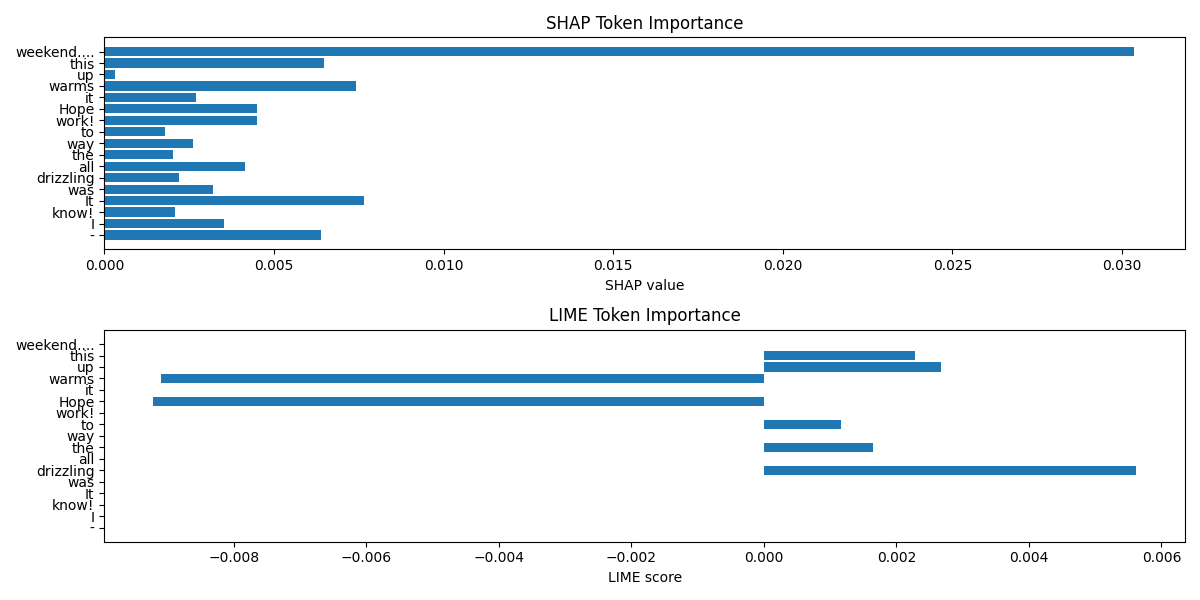 SHAP Token Importance
weekend....
this
up
warms
it
Hope
work!
to
way
the
all
drizzling
was
It
know!
I
-
0.000 0.005 0.010 0.015 0.020 0.025 0.030
SHAP value
LIME Token Importance
weekend....
this
up
warms
it
Hope
work!
to
way
the
all
drizzling
was
It
know!
I
-
−0.008 −0.006 −0.004 −0.002 0.000 0.002 0.004 0.006
LIME score